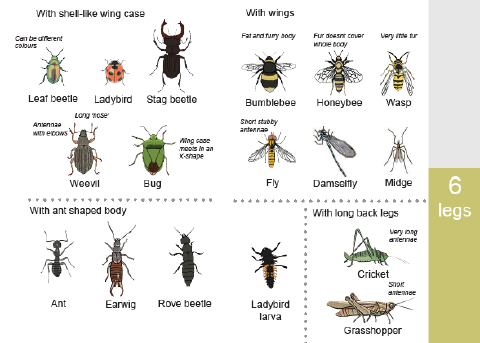 With shell-like wing case
Can be different
colours
Leaf beetle
Ladybird
Stag beetle
Antennae
with elbows
Long 'nose'
Weevil
Bug
Wing case
meets in an
X-shape
With wings
Fat and furry body
Fur doesnt cover
whole body
Very little fur
Bumblebee
Honeybee
Wasp
Short stubby
antennae
Fly
Damselfly
Midge
6
legs
With ant shaped body
Ant
Earwig
Rove beetle
Ladybird
larva
With long back legs
Very long
antennae
Cricket
Short
antennae
Grasshopper